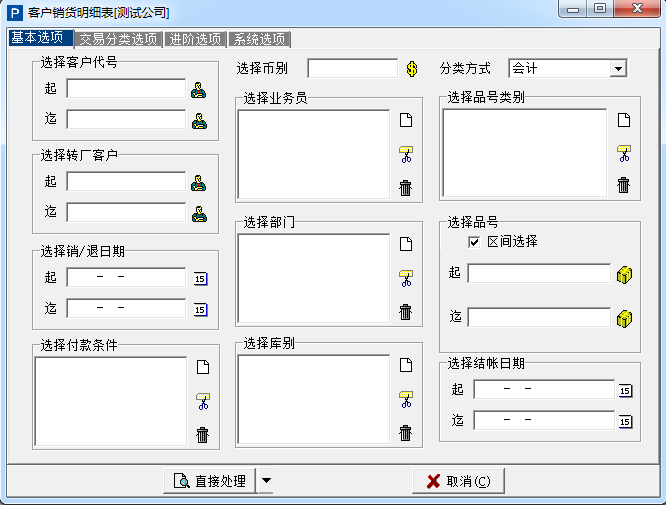 客户销货明细表[测试公司]
基本选项 交易分类选项 进阶选项 系统选项
选择客户代号
起
迄
选择转厂客户
起
迄
选择销/退日期
起 - -
迄 - -
选择付款条件
选择币别
选择业务员
选择部门
选择库别
分类方式 会计
选择品号类别
选择品号
区间选择
起
迄
选择结帐日期
起 - -
迄 - -
直接处理
取消(C)